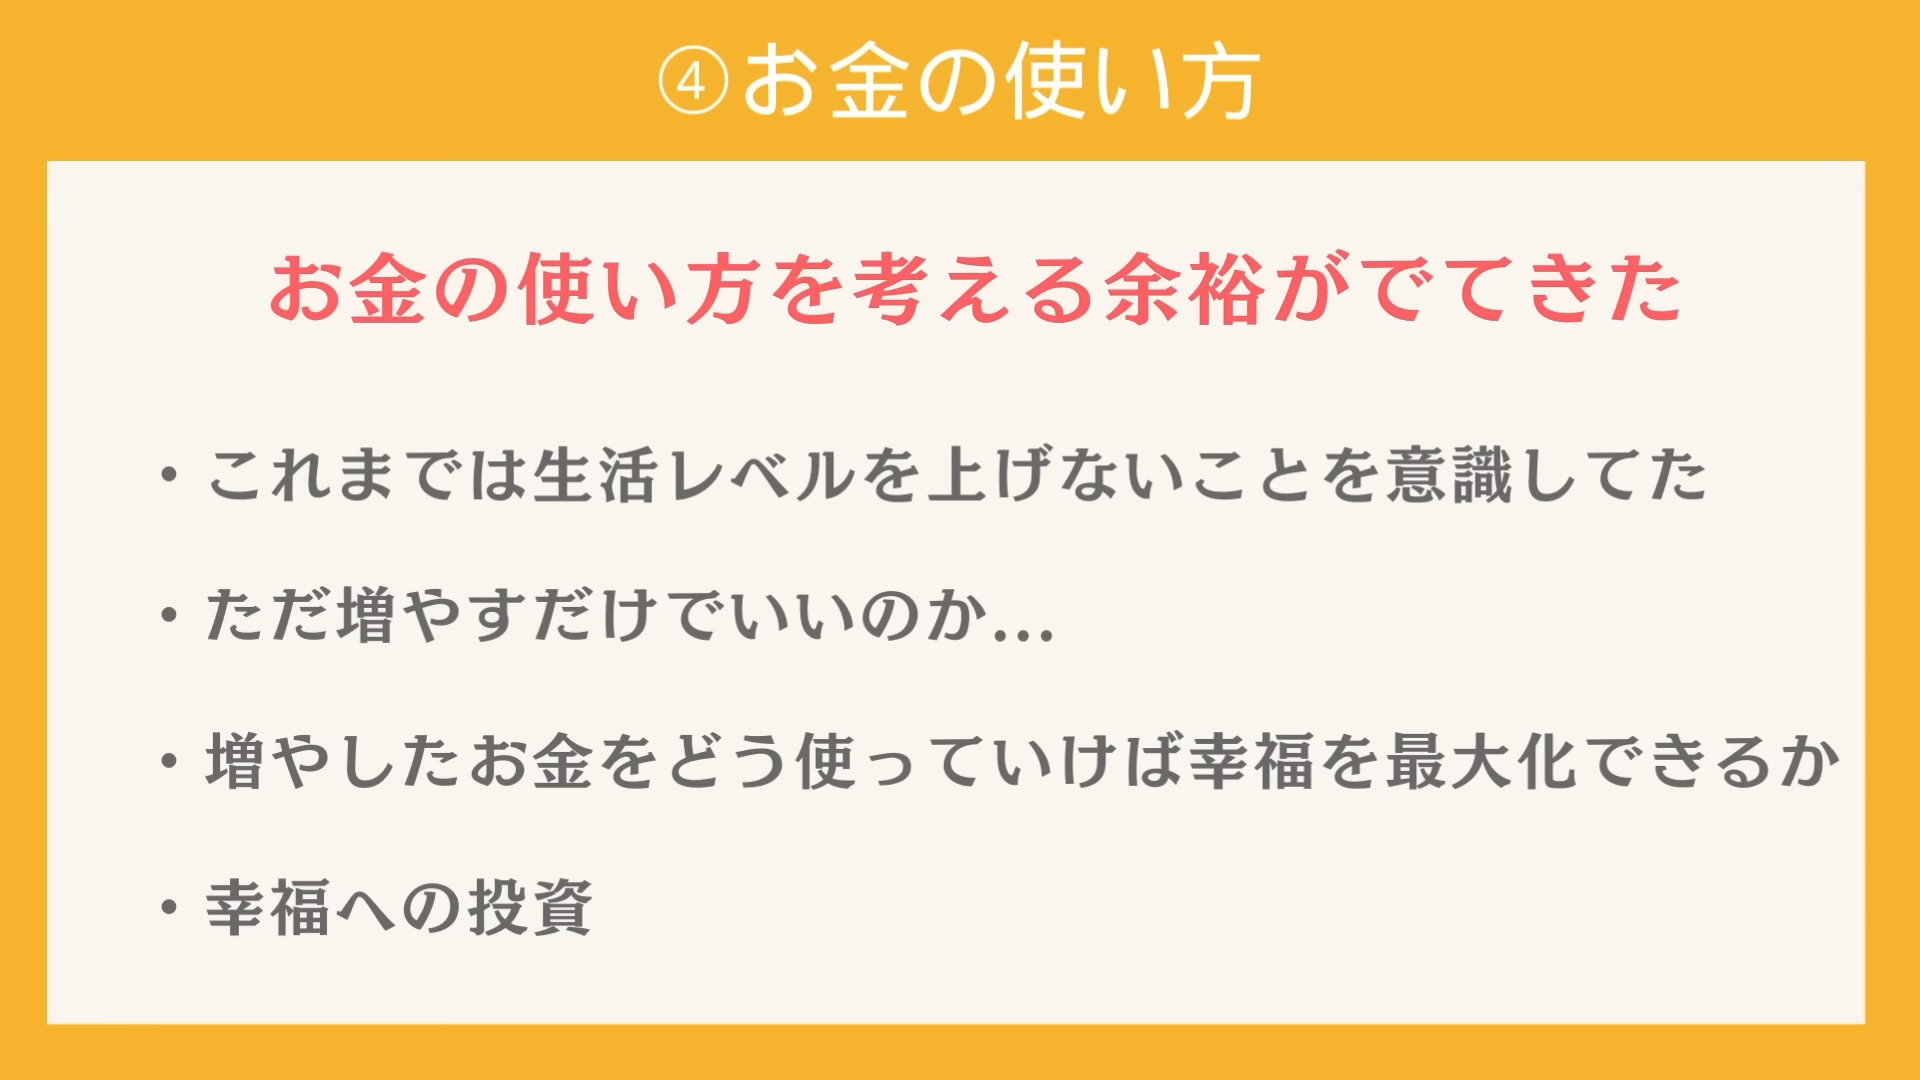 ④お金の使い方
お金の使い方を考える余裕がでてきた
・これまでは生活レベルを上げないことを意識してた
・ただ増やすだけでいいのか...
・増やしたお金をどう使っていけば幸福を最大化できるか
・幸福への投資